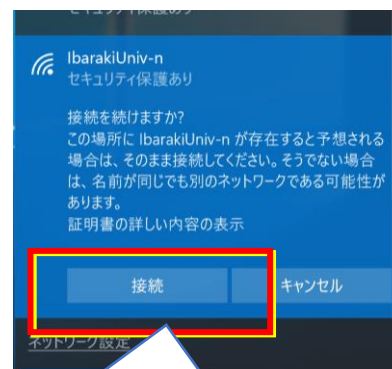 IbarakiUniv-n
セキュリティ保護あり
接続を続けますか?
この場所に IbarakiUniv-n が存在すると予想される
場合は、そのまま接続してください。そうでない場合
は、名前が同じでも別のネットワークである可能性が
あります。
証明書の詳しい内容の表示
接続
キャンセル
ネットワーク設定